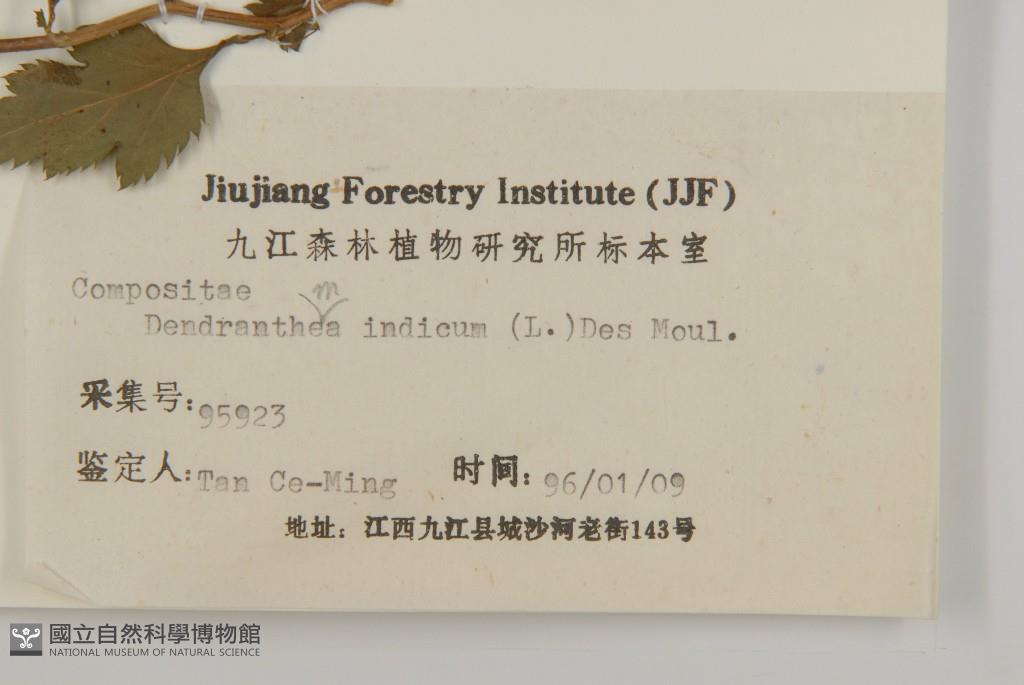 Jiujiang Forestry Institute (JJF)
九江森林植物研究所标本室
Compositae
m
Dendranthea indicum (L.)Des Moul.
采集号:95923
鉴定人:Tan Ce-Ming 时间:96/01/09
地址:江西九江县城沙河老街143号
國立自然科學博物館
NATIONAL MUSEUM OF NATURAL SCIENCE